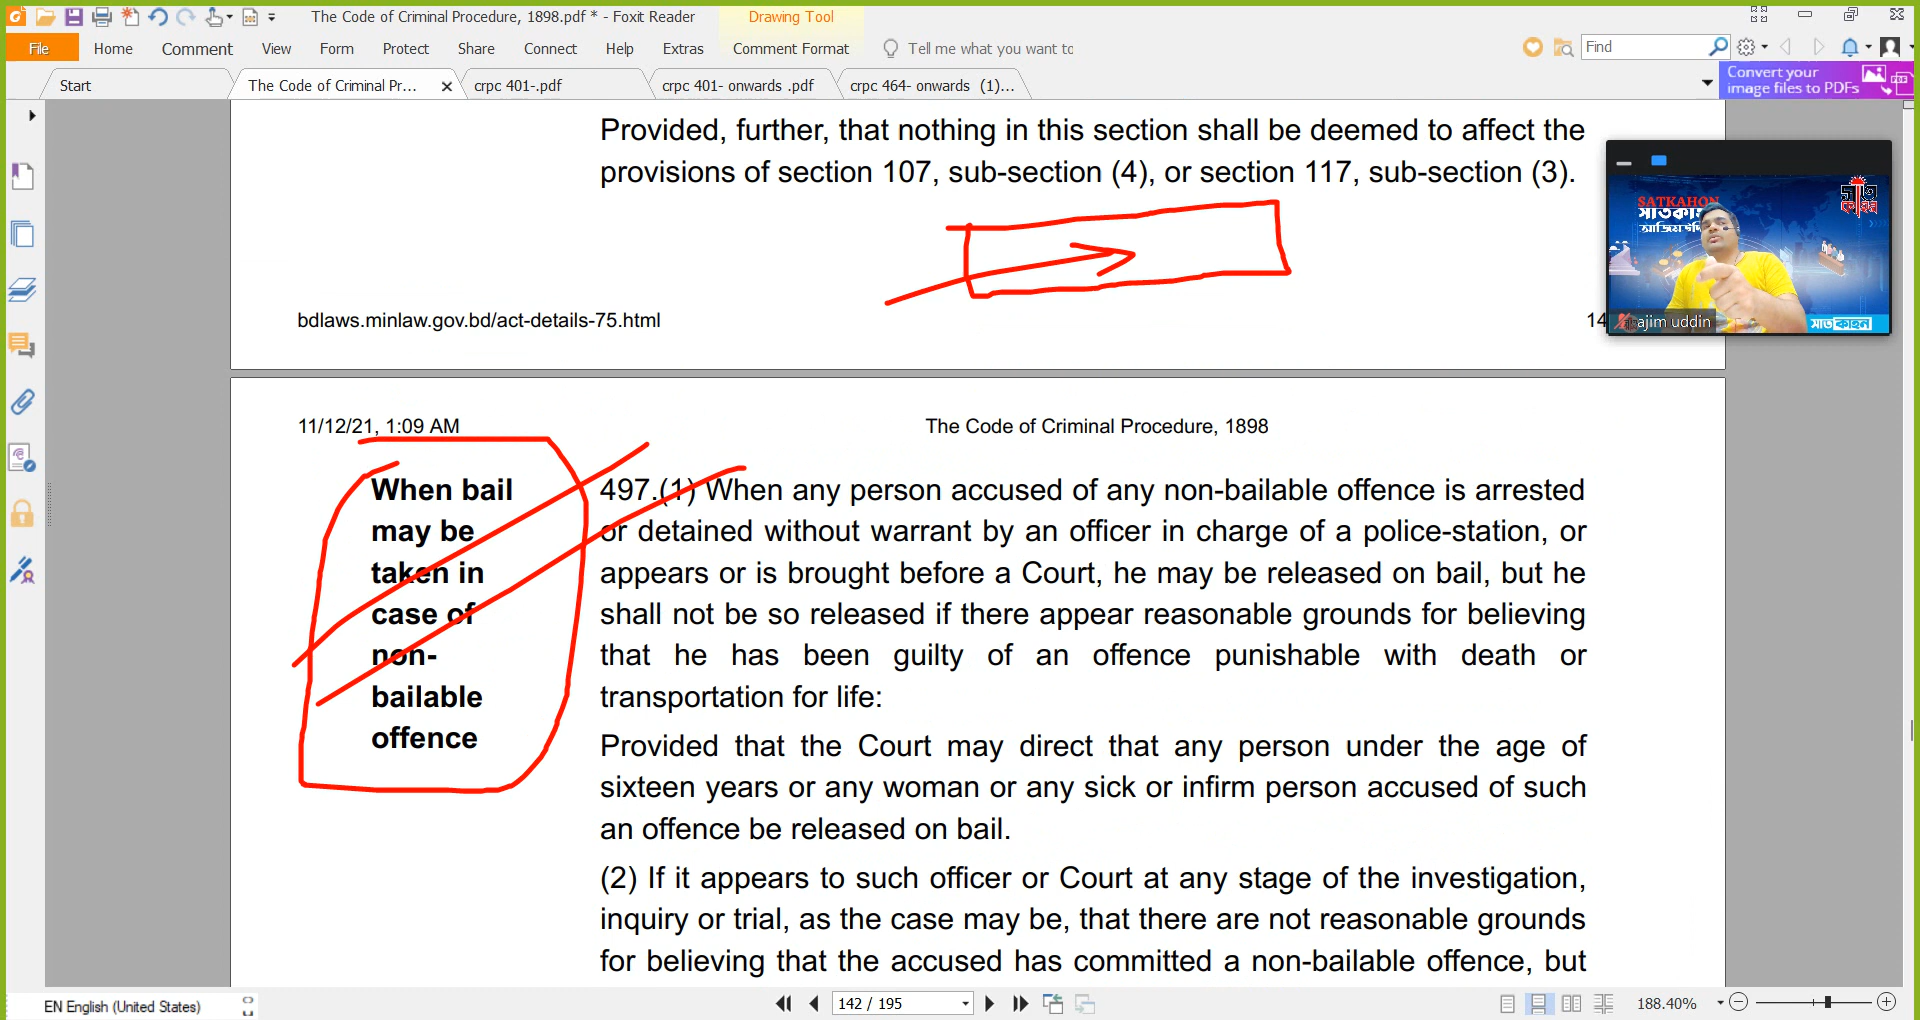 The Code of Criminal Procedure, 1898.pdf * - Foxit Reader
Drawing Tool
File Home Comment View Form Protect Share Connect Help Extras Comment Format Tell me what you want to
Find
Start
The Code of Criminal Pr...
crpc 401-.pdf
crpc 401- onwards .pdf
crpc 464- onwards (1)...
Convert your
image files to PDFs
Provided, further, that nothing in this section shall be deemed to affect the
provisions of section 107, sub-section (4), or section 117, sub-section (3).
SATKAHON
ajim uddin
সাত কাহন
bdlaws.minlaw.gov.bd/act-details-75.html
14
11/12/21, 1:09 AM
The Code of Criminal Procedure, 1898
When bail
may be
taken in
case of
non-
bailable
offence
497.(1) When any person accused of any non-bailable offence is arrested
or detained without warrant by an officer in charge of a police-station, or
appears or is brought before a Court, he may be released on bail, but he
shall not be so released if there appear reasonable grounds for believing
that he has been guilty of an offence punishable with death or
transportation for life:
Provided that the Court may direct that any person under the age of
sixteen years or any woman or any sick or infirm person accused of such
an offence be released on bail.
(2) If it appears to such officer or Court at any stage of the investigation,
inquiry or trial, as the case may be, that there are not reasonable grounds
for believing that the accused has committed a non-bailable offence, but
EN English (United States)
142 / 195
188.40%